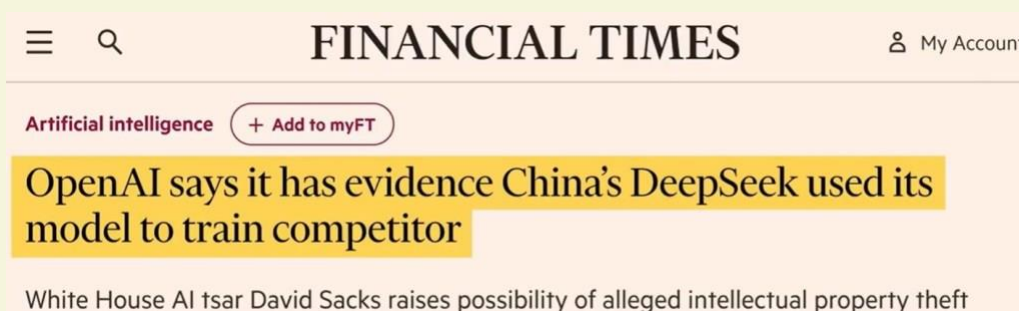 FINANCIAL TIMES
My Accoun
Artificial intelligence
+ Add to myFT
OpenAI says it has evidence China’s DeepSeek used its
model to train competitor
White House AI tsar David Sacks raises possibility of alleged intellectual property theft